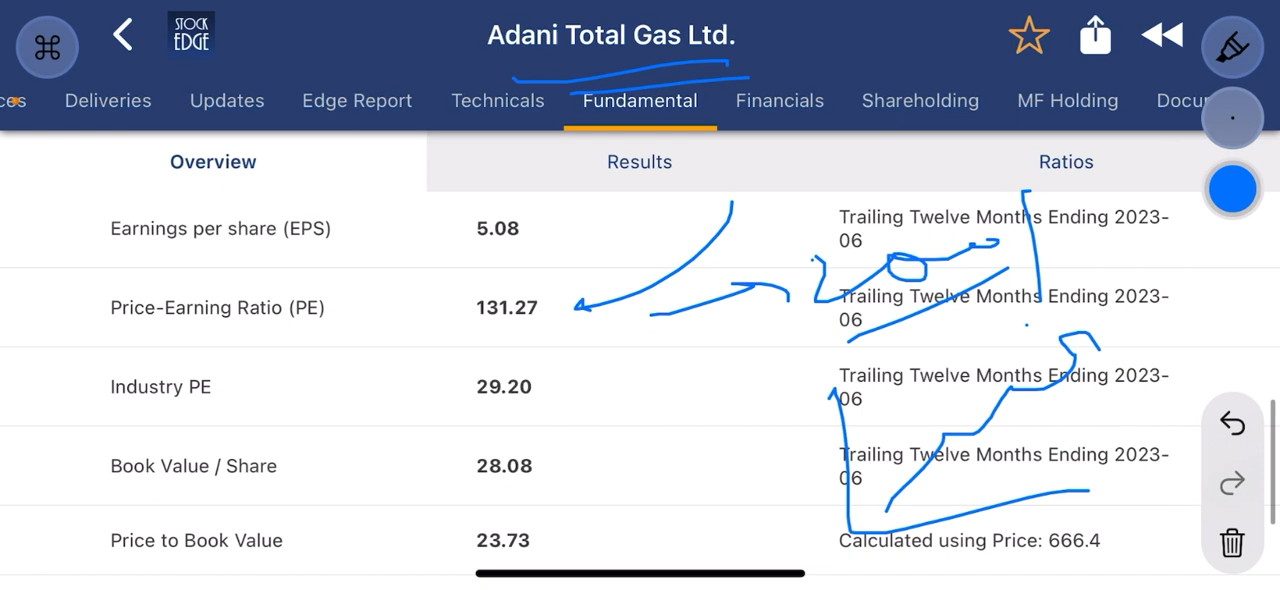 STOCK
EDGE
Adani Total Gas Ltd.
Deliveries Updates Edge Report Technicals Fundamental Financials Shareholding MF Holding
Overview Results Ratios
Earnings per share (EPS) 5.08 Trailing Twelve Months Ending 2023-
06
Price-Earning Ratio (PE) 131.27 Trailing Twelve Months Ending 2023-
06
Industry PE 29.20 Trailing Twelve Months Ending 2023-
06
Book Value / Share 28.08 Trailing Twelve Months Ending 2023-
06
Price to Book Value 23.73 Calculated using Price: 666.4